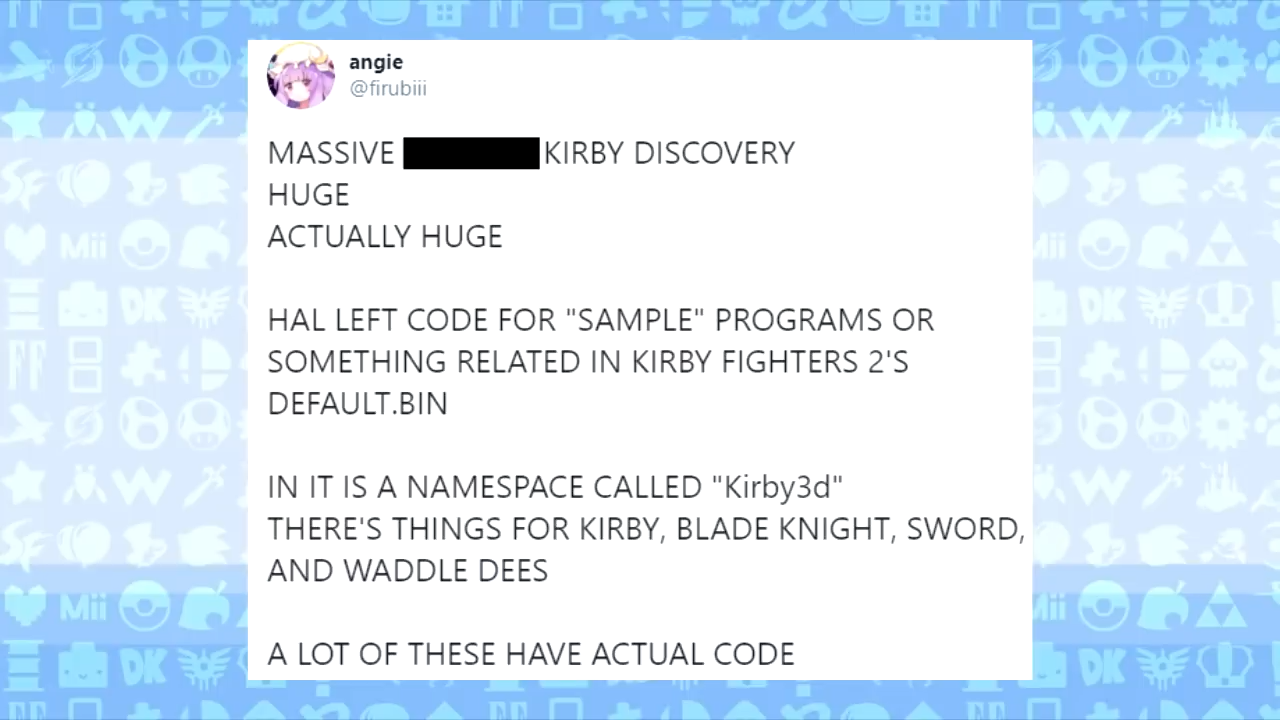 angie
@firubiii
MASSIVE KIRBY DISCOVERY
HUGE
ACTUALLY HUGE
HAL LEFT CODE FOR "SAMPLE" PROGRAMS OR
SOMETHING RELATED IN KIRBY FIGHTERS 2'S
DEFAULT.BIN
IN IT IS A NAMESPACE CALLED "Kirby3d"
THERE'S THINGS FOR KIRBY, BLADE KNIGHT, SWORD,
AND WADDLE DEES
A LOT OF THESE HAVE ACTUAL CODE